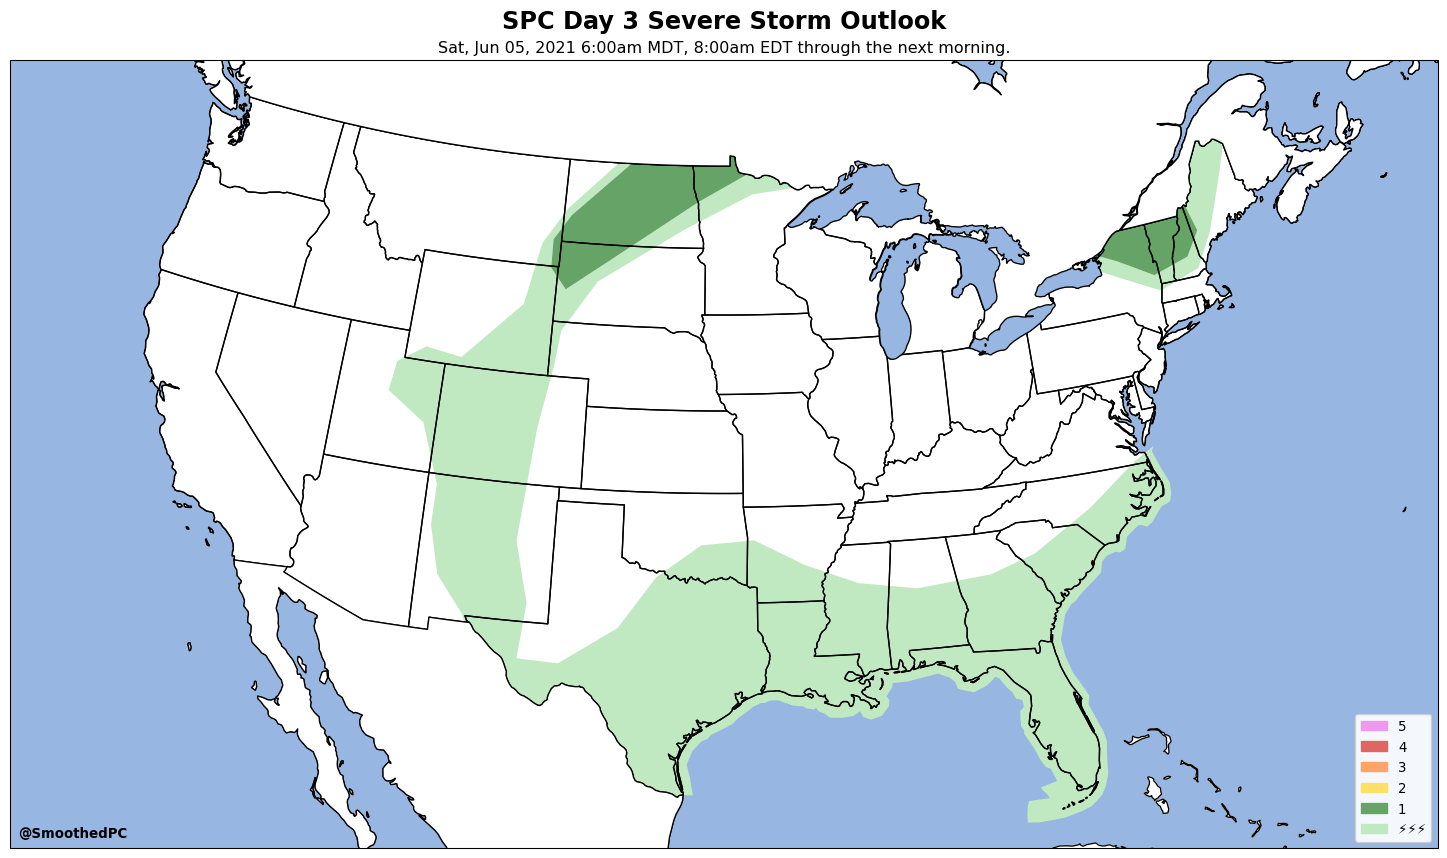 SPC Day 3 Severe Storm Outlook
Sat, Jun 05, 2021 6:00am MDT, 8:00am EDT through the next morning.
5
4
3
2
1
⚡⚡⚡
@SmoothedPC